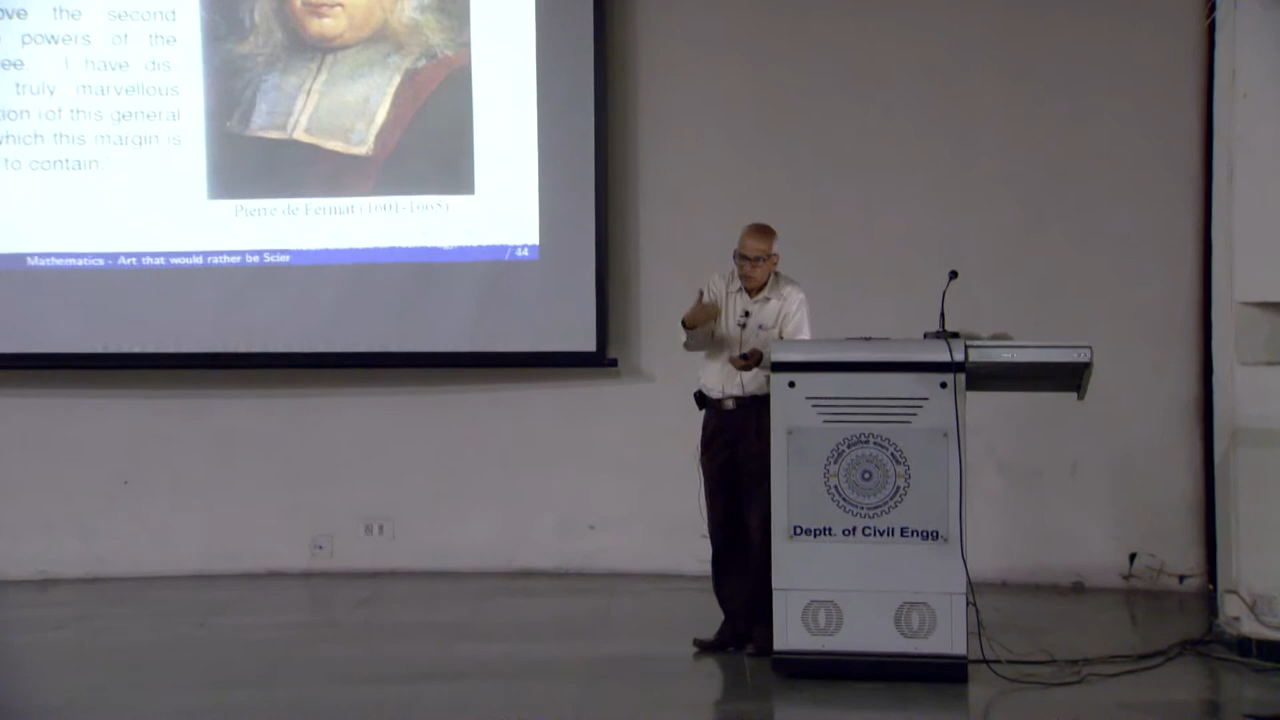 ove the second
powers of the
ee. I have dis-
truly marvellous
tion (of this general
which this margin is
to contain."
Pierre de Fermat (1601-1665)
Mathematics - Art that would rather be Scien
/ 44
Deptt. of Civil Engg.